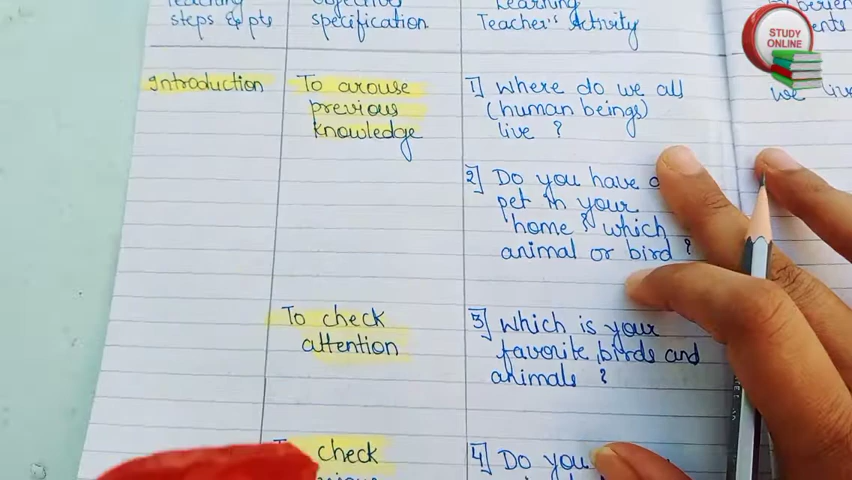 steps & pts
specification
Learning
Teacher's Activity
STUDY
ONLINE
Introduction
To arouse
previous
knowledge
1] Where do we all
(human beings)
live ?
we
2] Do you have
pet in your
home & which
animal or bird ?
To check
attention
3] Which is your
favorite birds and
animals ?
check
4] Do you